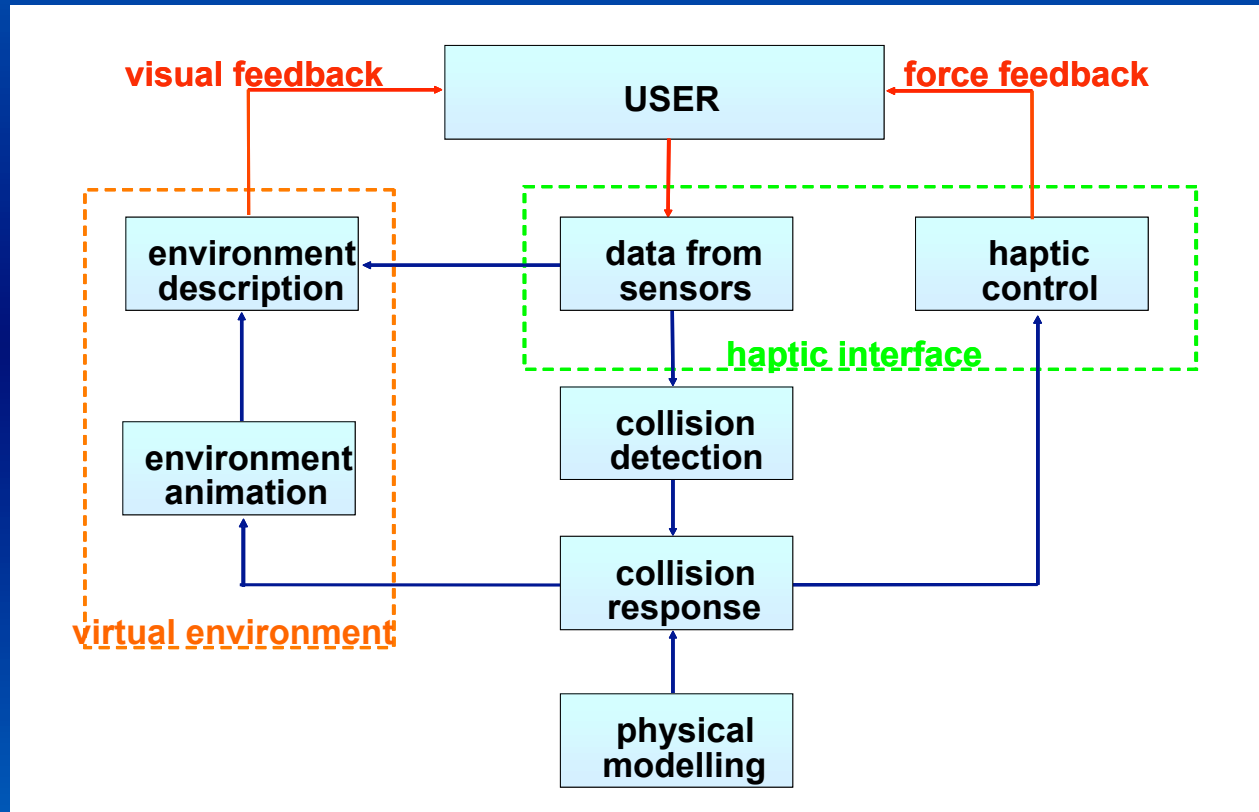 visual feedback
USER
force feedback
environment
description
data from
sensors
haptic
control
haptic interface
collision
detection
environment
animation
collision
response
virtual environment
physical
modelling